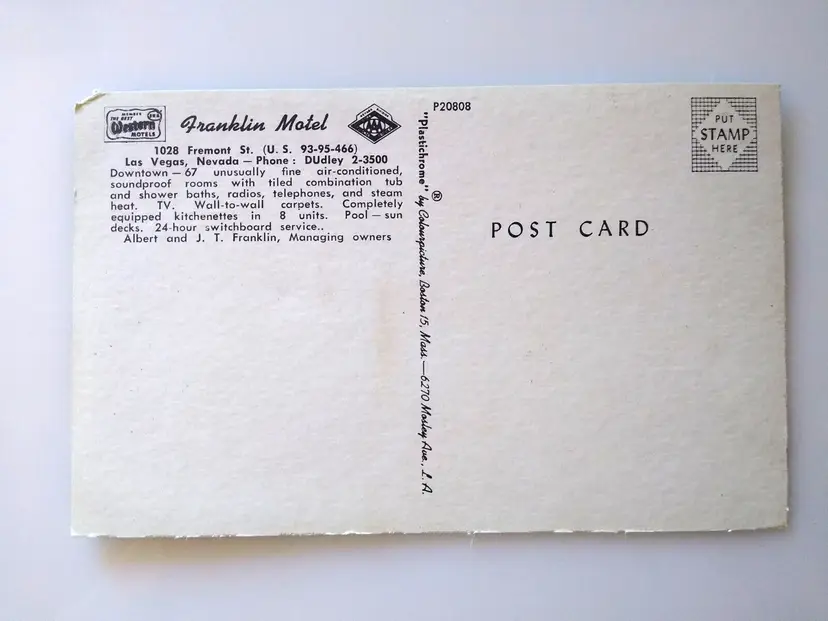 Western
MOTELS
Franklin Motel
AAA
1028 Fremont St. (U. S. 93-95-466)
Las Vegas, Nevada — Phone: DUdley 2-3500
Downtown — 67 unusually fine air-conditioned,
soundproof rooms with tiled combination tub
and shower baths, radios, telephones, and steam
heat. TV. Wall-to-wall carpets. Completely
equipped kitchenettes in 8 units. Pool — sun
decks. 24-hour switchboard service..
Albert and J. T. Franklin, Managing owners
"Plastichrome" ® by Colourpicture, Boston 15, Mass.—6270 Mosley Ave., L. A.
P20808
PUT
STAMP
HERE
POST CARD